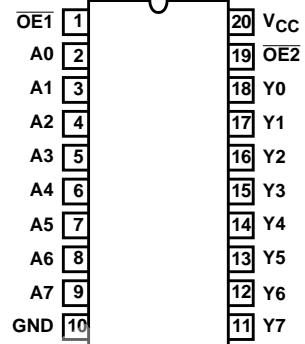 O̅E̅1̅ 1 20 VCC
A0 2 19 O̅E̅2̅
A1 3 18 Y0
A2 4 17 Y1
A3 5 16 Y2
A4 6 15 Y3
A5 7 14 Y4
A6 8 13 Y5
A7 9 12 Y6
GND 10 11 Y7